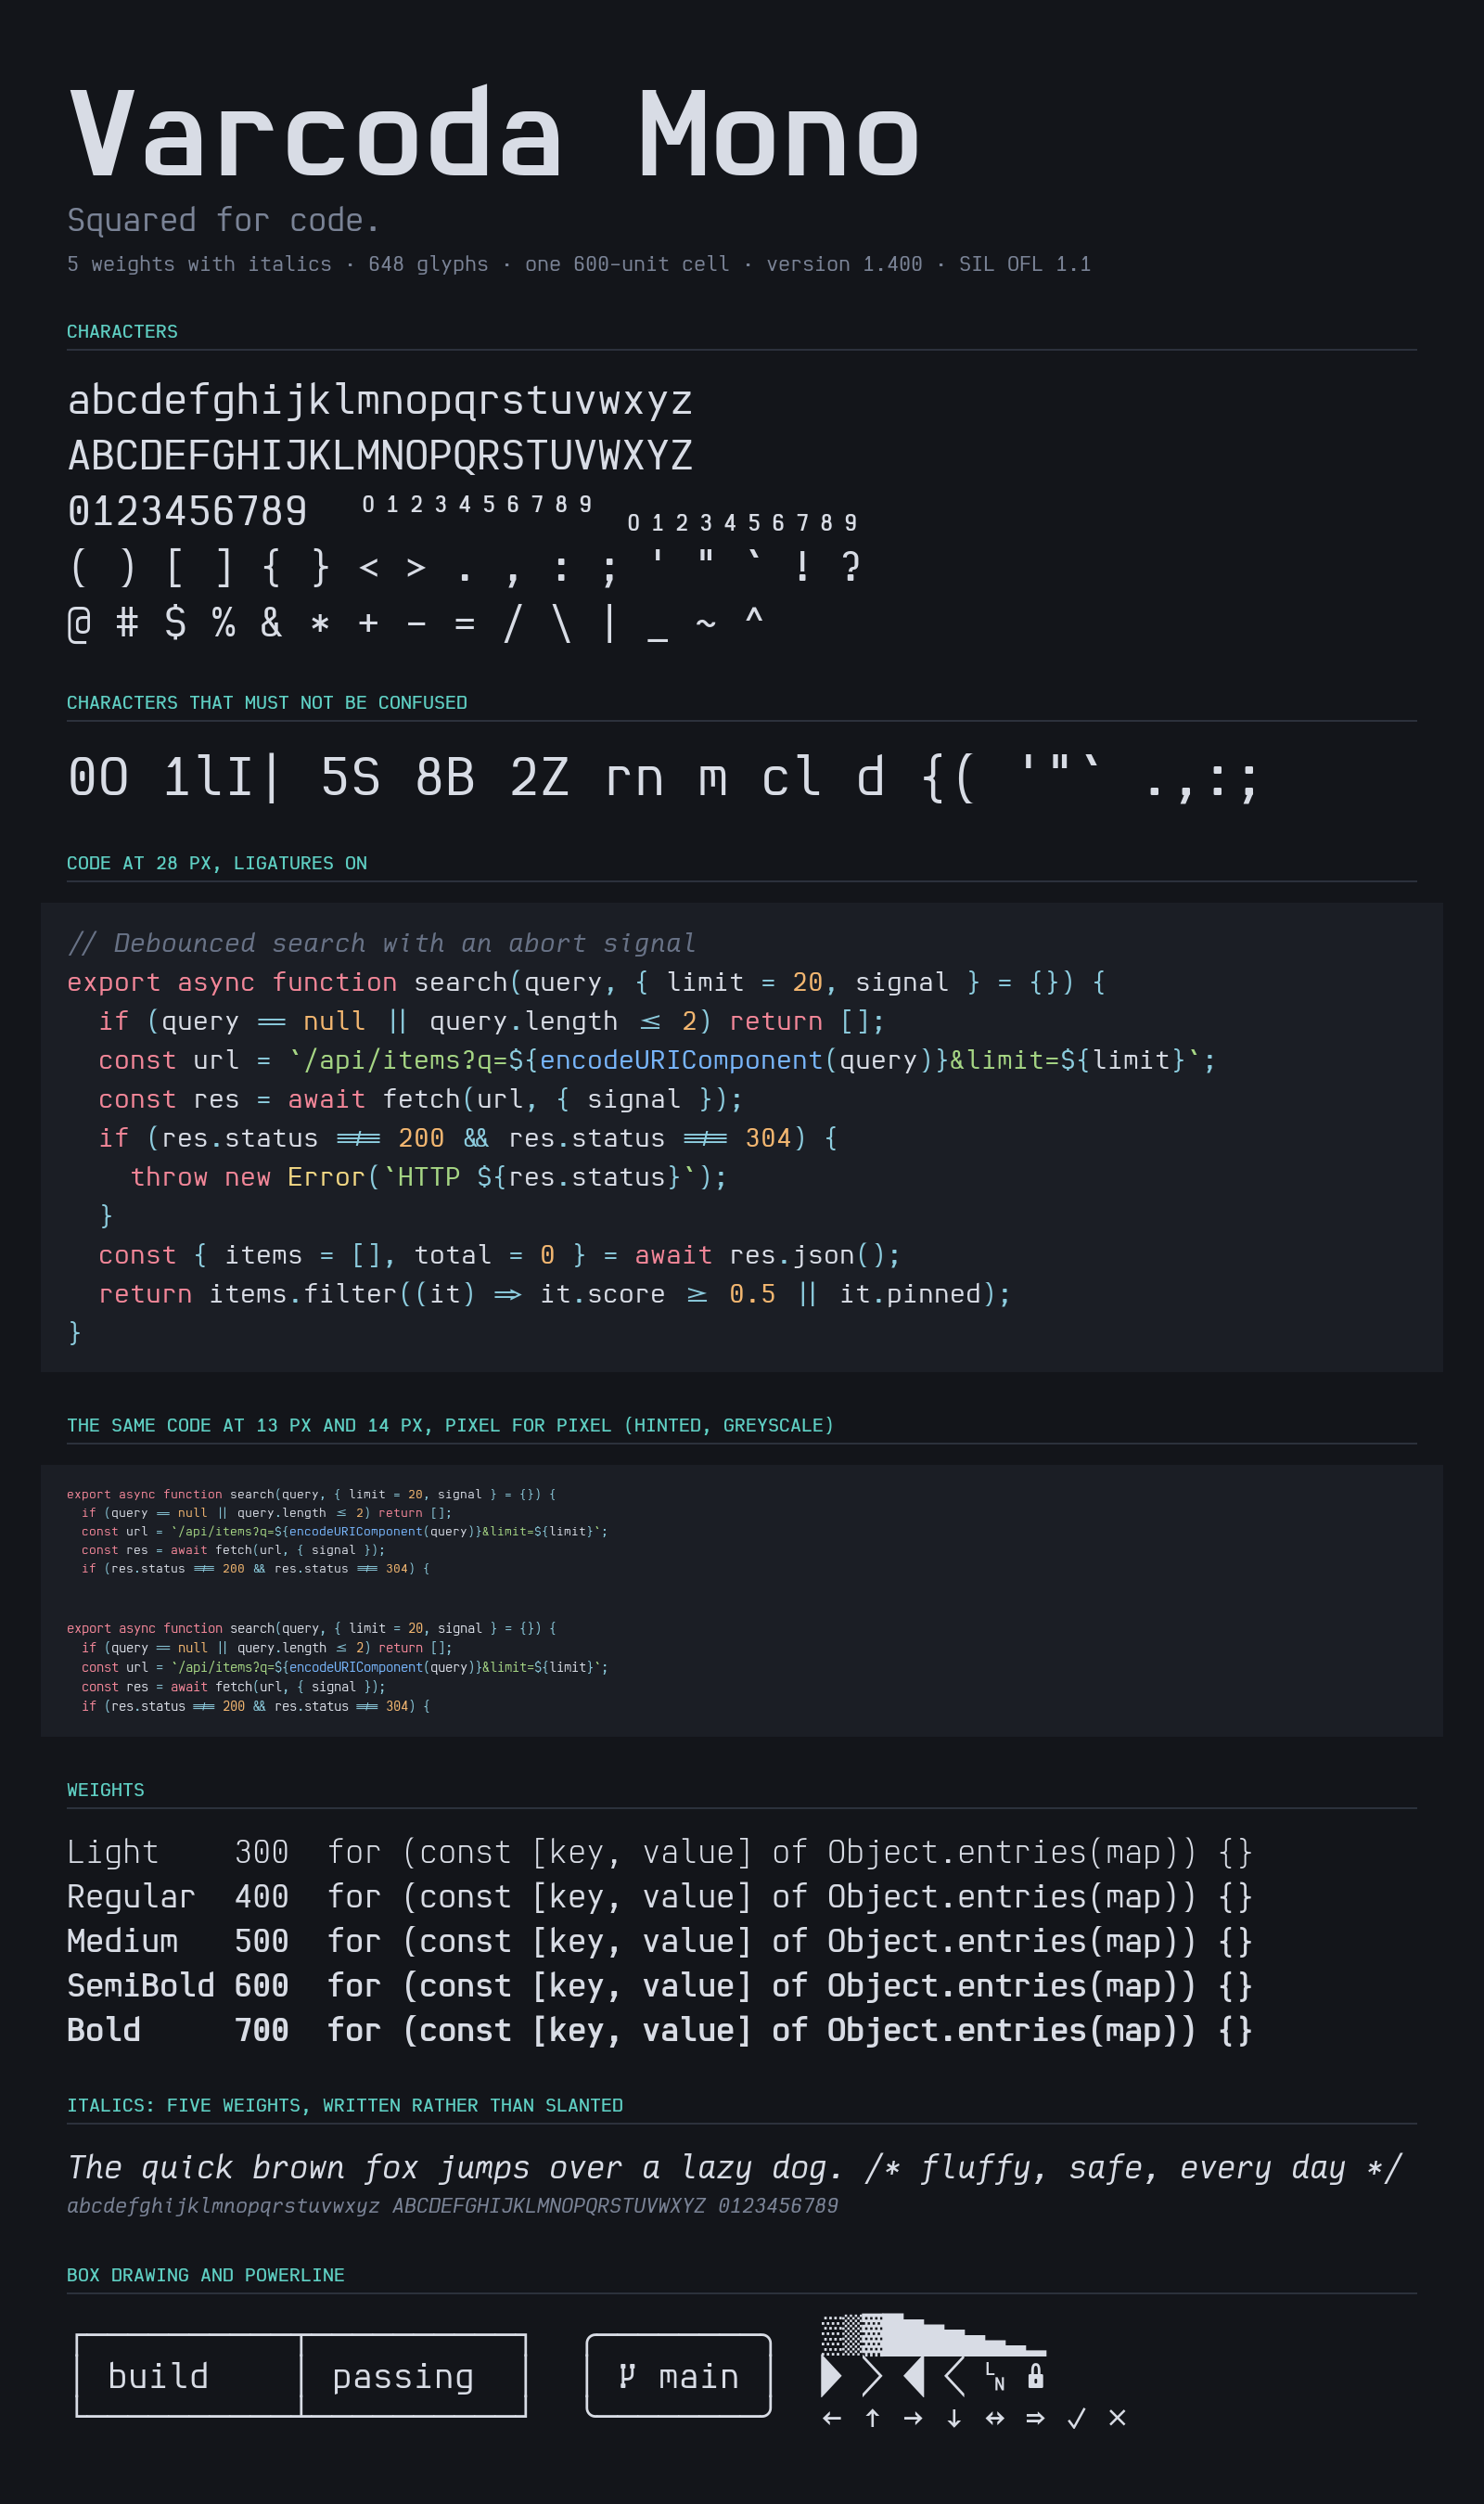 Varcoda Mono
Squared for code.
5 weights with italics · 648 glyphs · one 600-unit cell · version 1.400 · SIL OFL 1.1
CHARACTERS
abcdefghijklmnopqrstuvwxyz
ABCDEFGHIJKLMNOPQRSTUVWXYZ
0123456789 ⁰ ¹ ² ³ ⁴ ⁵ ⁶ ⁷ ⁸ ⁹ ₀ ₁ ₂ ₃ ₄ ₅ ₆ ₇ ₈ ₉
( ) [ ] { } < > . , : ; ' " ` ! ?
@ # $ % & * + - = / \ | _ ~ ^
CHARACTERS THAT MUST NOT BE CONFUSED
0O 1lI| 5S 8B 2Z rn m cl d {( '"` .,:;
CODE AT 28 PX, LIGATURES ON
// Debounced search with an abort signal
export async function search(query, { limit = 20, signal } = {}) {
  if (query == null || query.length <= 2) return [];
  const url = `/api/items?q=${encodeURIComponent(query)}&limit=${limit}`;
  const res = await fetch(url, { signal });
  if (res.status !== 200 && res.status !== 304) {
    throw new Error(`HTTP ${res.status}`);
  }
  const { items = [], total = 0 } = await res.json();
  return items.filter((it) => it.score >= 0.5 || it.pinned);
}
THE SAME CODE AT 13 PX AND 14 PX, PIXEL FOR PIXEL (HINTED, GREYSCALE)
export async function search(query, { limit = 20, signal } = {}) {
  if (query == null || query.length <= 2) return [];
  const url = `/api/items?q=${encodeURIComponent(query)}&limit=${limit}`;
  const res = await fetch(url, { signal });
  if (res.status !== 200 && res.status !== 304) {
export async function search(query, { limit = 20, signal } = {}) {
  if (query == null || query.length <= 2) return [];
  const url = `/api/items?q=${encodeURIComponent(query)}&limit=${limit}`;
  const res = await fetch(url, { signal });
  if (res.status !== 200 && res.status !== 304) {
WEIGHTS
Light 300 for (const [key, value] of Object.entries(map)) {}
Regular 400 for (const [key, value] of Object.entries(map)) {}
Medium 500 for (const [key, value] of Object.entries(map)) {}
SemiBold 600 for (const [key, value] of Object.entries(map)) {}
Bold 700 for (const [key, value] of Object.entries(map)) {}
ITALICS: FIVE WEIGHTS, WRITTEN RATHER THAN SLANTED
The quick brown fox jumps over a lazy dog. /* fluffy, safe, every day */
abcdefghijklmnopqrstuvwxyz ABCDEFGHIJKLMNOPQRSTUVWXYZ 0123456789
BOX DRAWING AND POWERLINE
build passing main LN
← ↑ → ↓ ↔ ⇒ ✓ ×